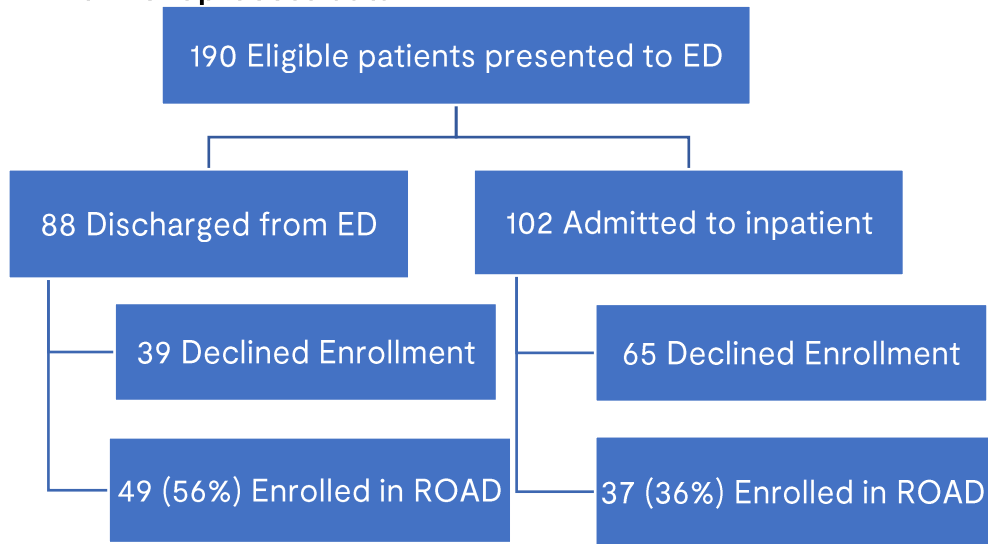 190 Eligible patients presented to ED
88 Discharged from ED
102 Admitted to inpatient
39 Declined Enrollment
65 Declined Enrollment
49 (56%) Enrolled in ROAD
37 (36%) Enrolled in ROAD